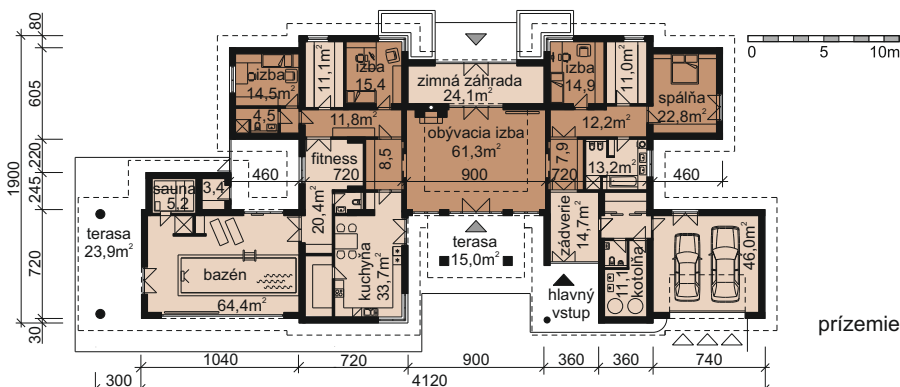 80
0 5 10m
izba
14,5m²
11,1m²
izba
15,4
zimná záhrada
24,1m²
izba
14,9
11,0m²
spálňa
22,8m²
605
4,5
11,8m²
obývacia izba
61,3m²
12,2m²
fitness
8,5
7,9
13,2m²
1900
220
460
720
900
720
460
245
sauna
5,2
3,4
terasa
23,9m²
20,4m²
zádverie
14,7m²
terasa
15,0m²
46,0m²
720
bazén
64,4m²
kuchyňa
33,7m²
hlavný
vstup
11,1
kotolňa
30
prízemie
1040
720
900
360
360
740
300
4120